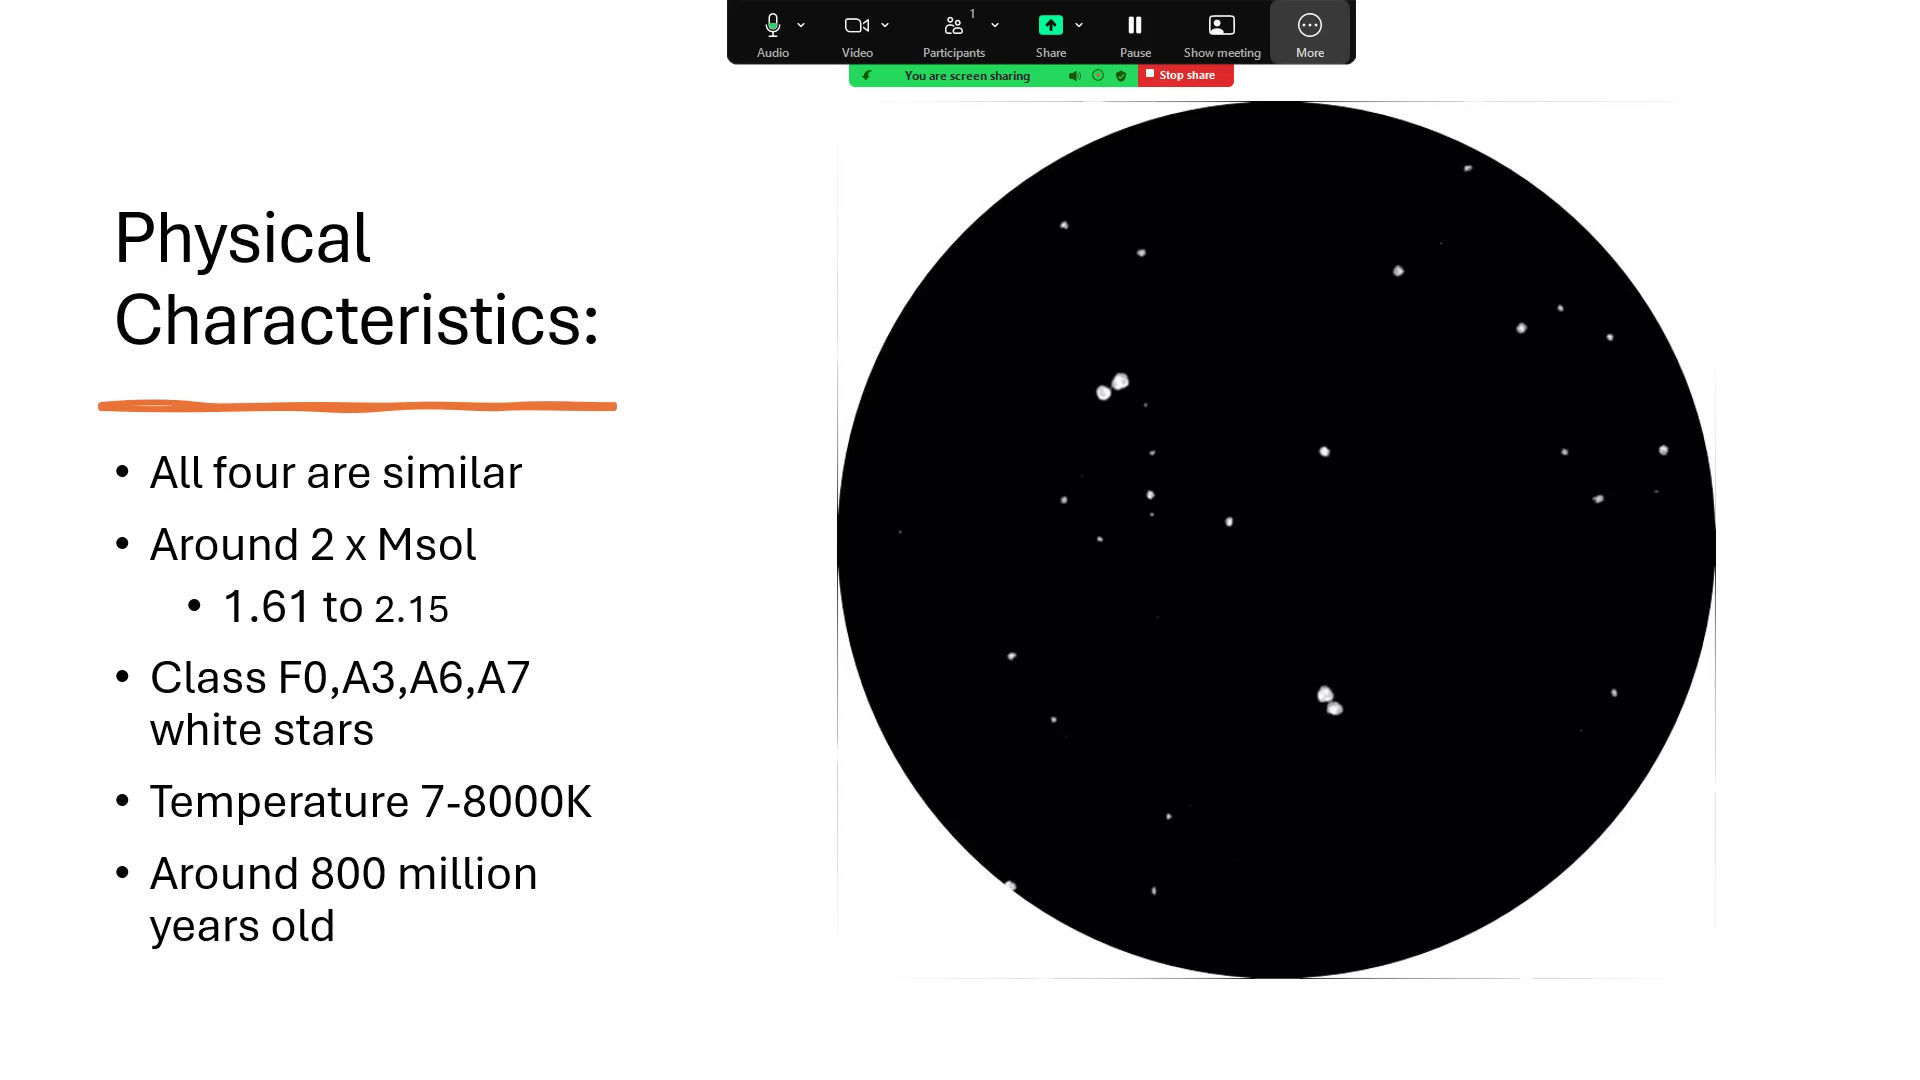 1
Audio
Video
Participants
Share
Pause
Show meeting
More
You are screen sharing
Stop share
Physical
Characteristics:
• All four are similar
• Around 2 x Msol
• 1.61 to 2.15
• Class F0,A3,A6,A7
white stars
• Temperature 7-8000K
• Around 800 million
years old